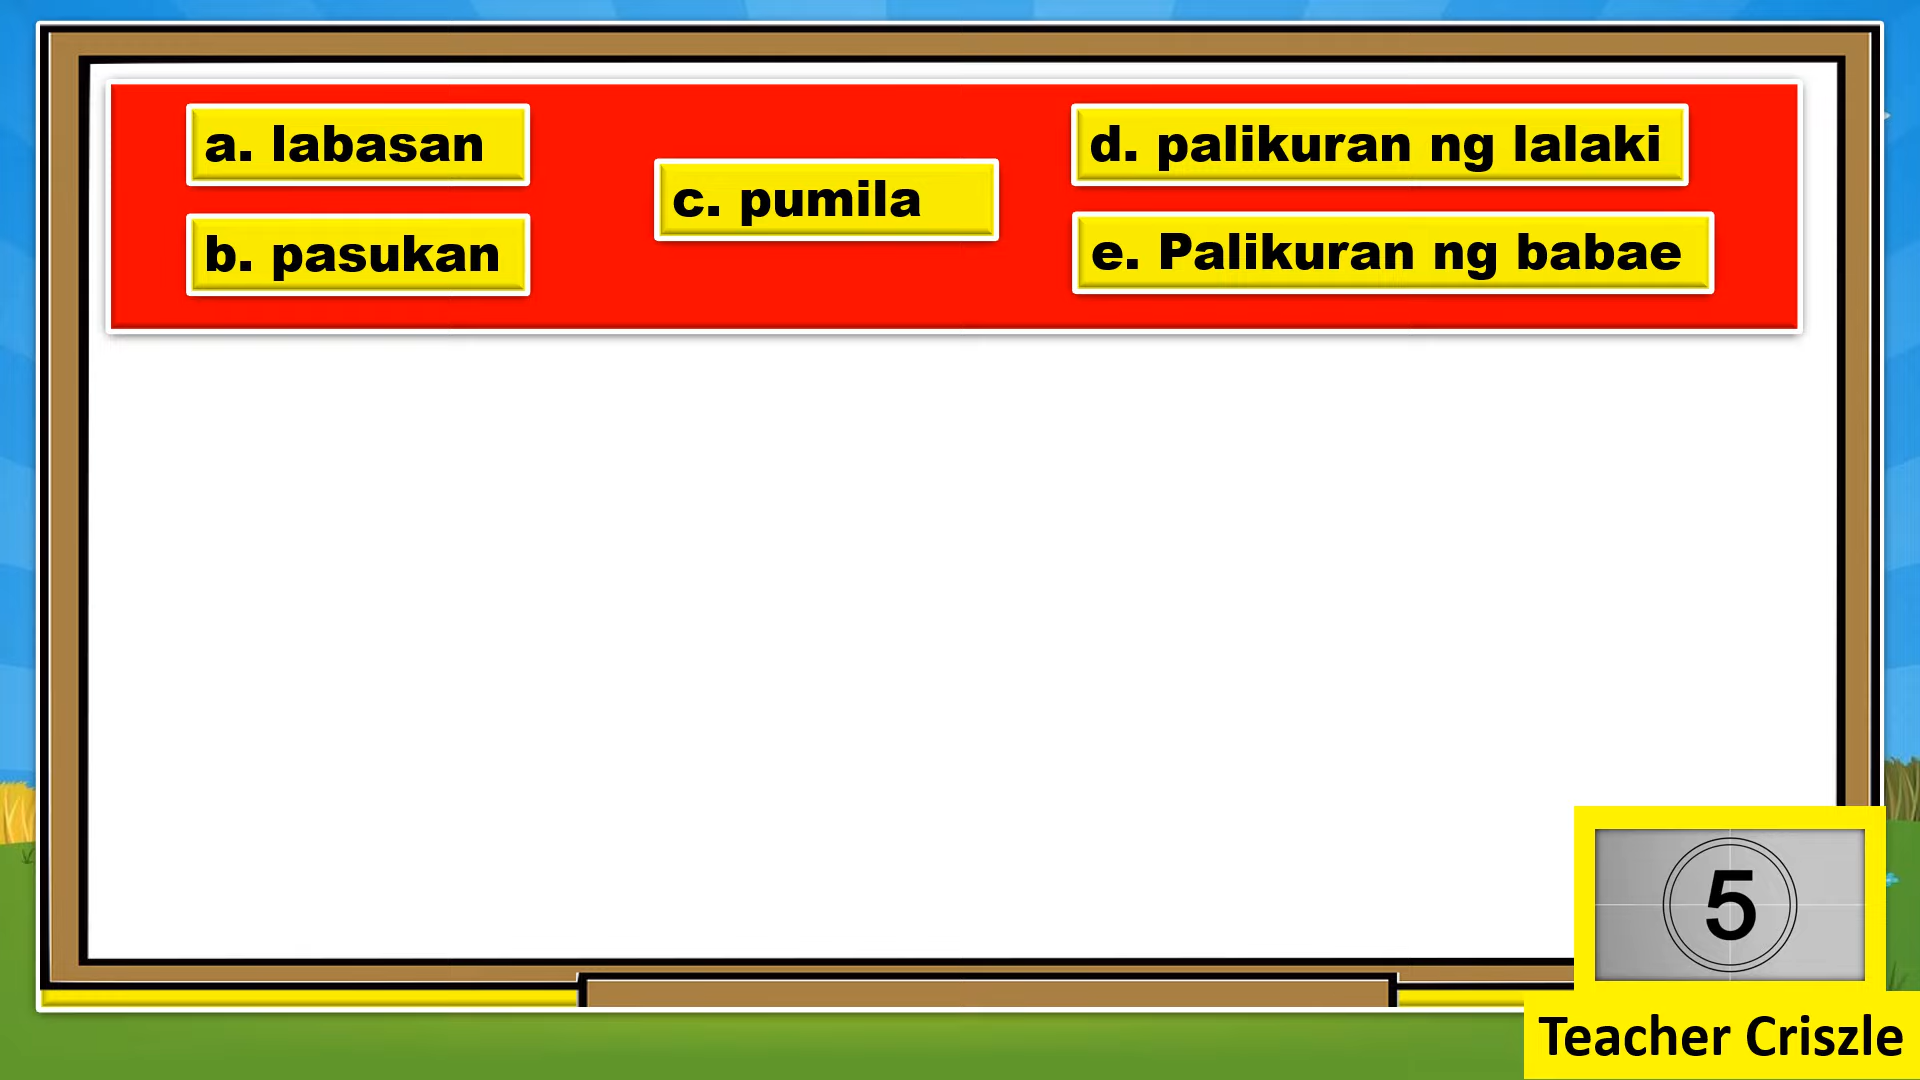 a. labasan
b. pasukan
c. pumila
d. palikuran ng lalaki
e. Palikuran ng babae
5
Teacher Criszle